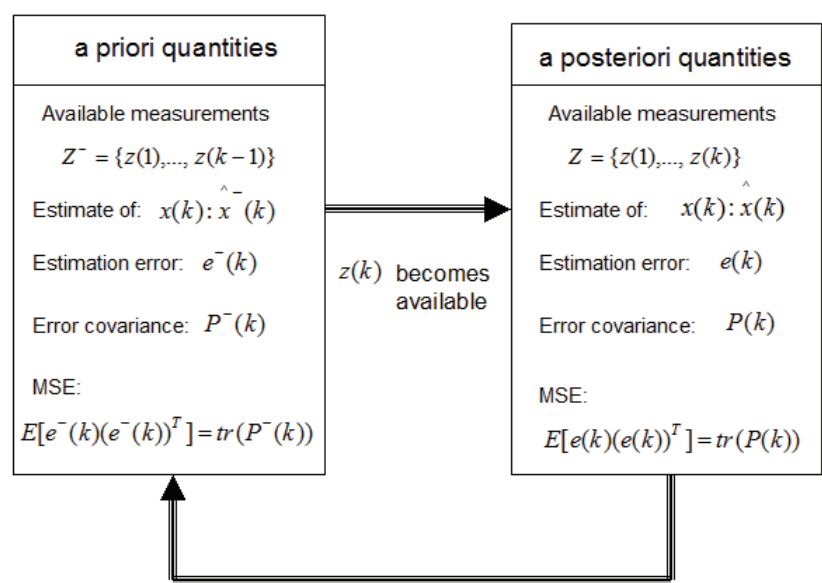 a priori quantities
Available measurements
Z⁻ = {z(1),..., z(k−1)}
Estimate of: x(k): x̂⁻(k)
Estimation error: e⁻(k)
Error covariance: P⁻(k)
MSE:
E[e⁻(k)(e⁻(k))ᵀ] = tr(P⁻(k))
z(k) becomes
available
a posteriori quantities
Available measurements
Z = {z(1),..., z(k)}
Estimate of: x(k): x̂(k)
Estimation error: e(k)
Error covariance: P(k)
MSE:
E[e(k)(e(k))ᵀ] = tr(P(k))